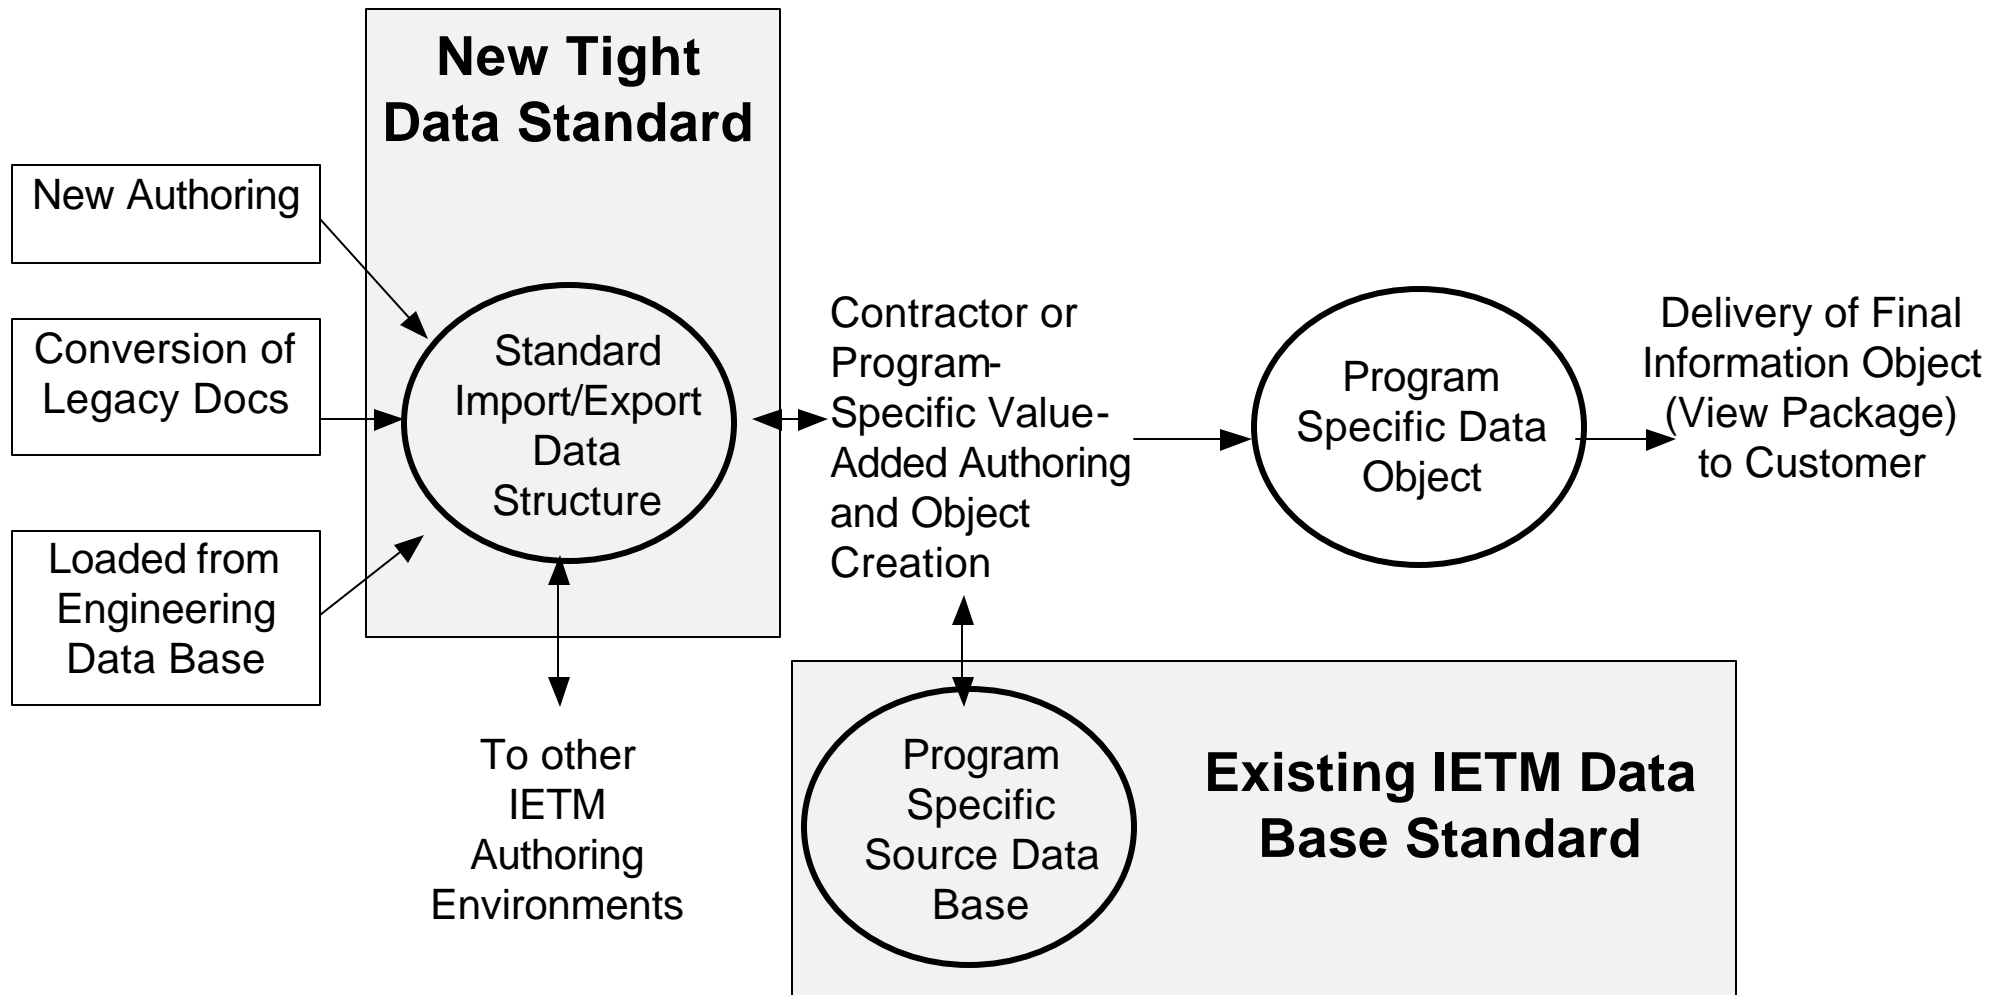 New Tight
Data Standard
New Authoring
Conversion of
Legacy Docs
Loaded from
Engineering
Data Base
Standard
Import/Export
Data
Structure
To other
IETM
Authoring
Environments
Contractor or
Program-
Specific Value-
Added Authoring
and Object
Creation
Program
Specific Data
Object
Delivery of Final
Information Object
(View Package)
to Customer
Program
Specific
Source Data
Base
Existing IETM Data
Base Standard